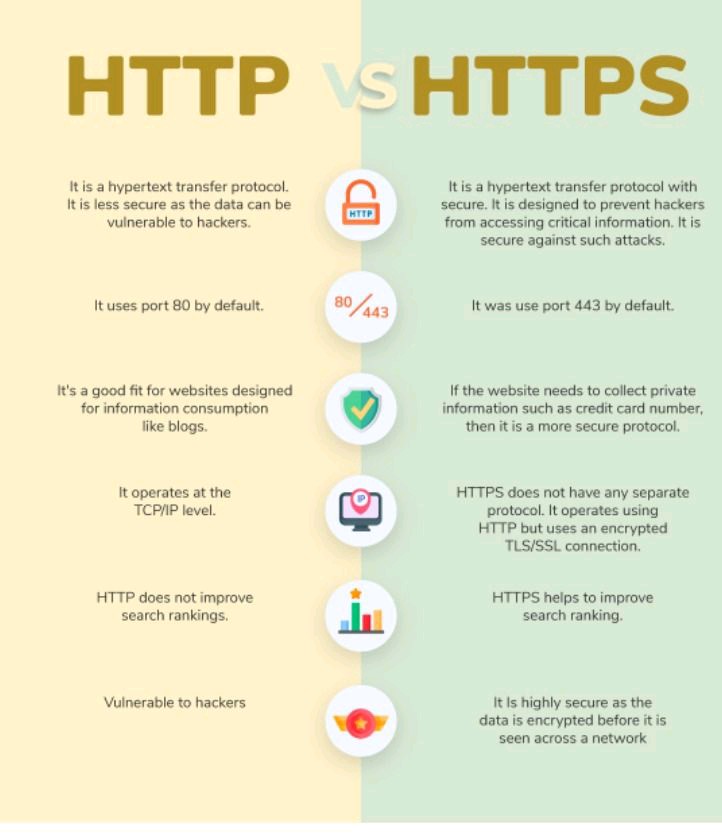 HTTP VS HTTPS
It is a hypertext transfer protocol.
It is less secure as the data can be
vulnerable to hackers.
HTTP
It is a hypertext transfer protocol with
secure. It is designed to prevent hackers
from accessing critical information. It is
secure against such attacks.
It uses port 80 by default.
80/443
It was use port 443 by default.
It's a good fit for websites designed
for information consumption
like blogs.
If the website needs to collect private
information such as credit card number,
then it is a more secure protocol.
It operates at the
TCP/IP level.
IP
HTTPS does not have any separate
protocol. It operates using
HTTP but uses an encrypted
TLS/SSL connection.
HTTP does not improve
search rankings.
HTTPS helps to improve
search ranking.
Vulnerable to hackers
It Is highly secure as the
data is encrypted before it is
seen across a network